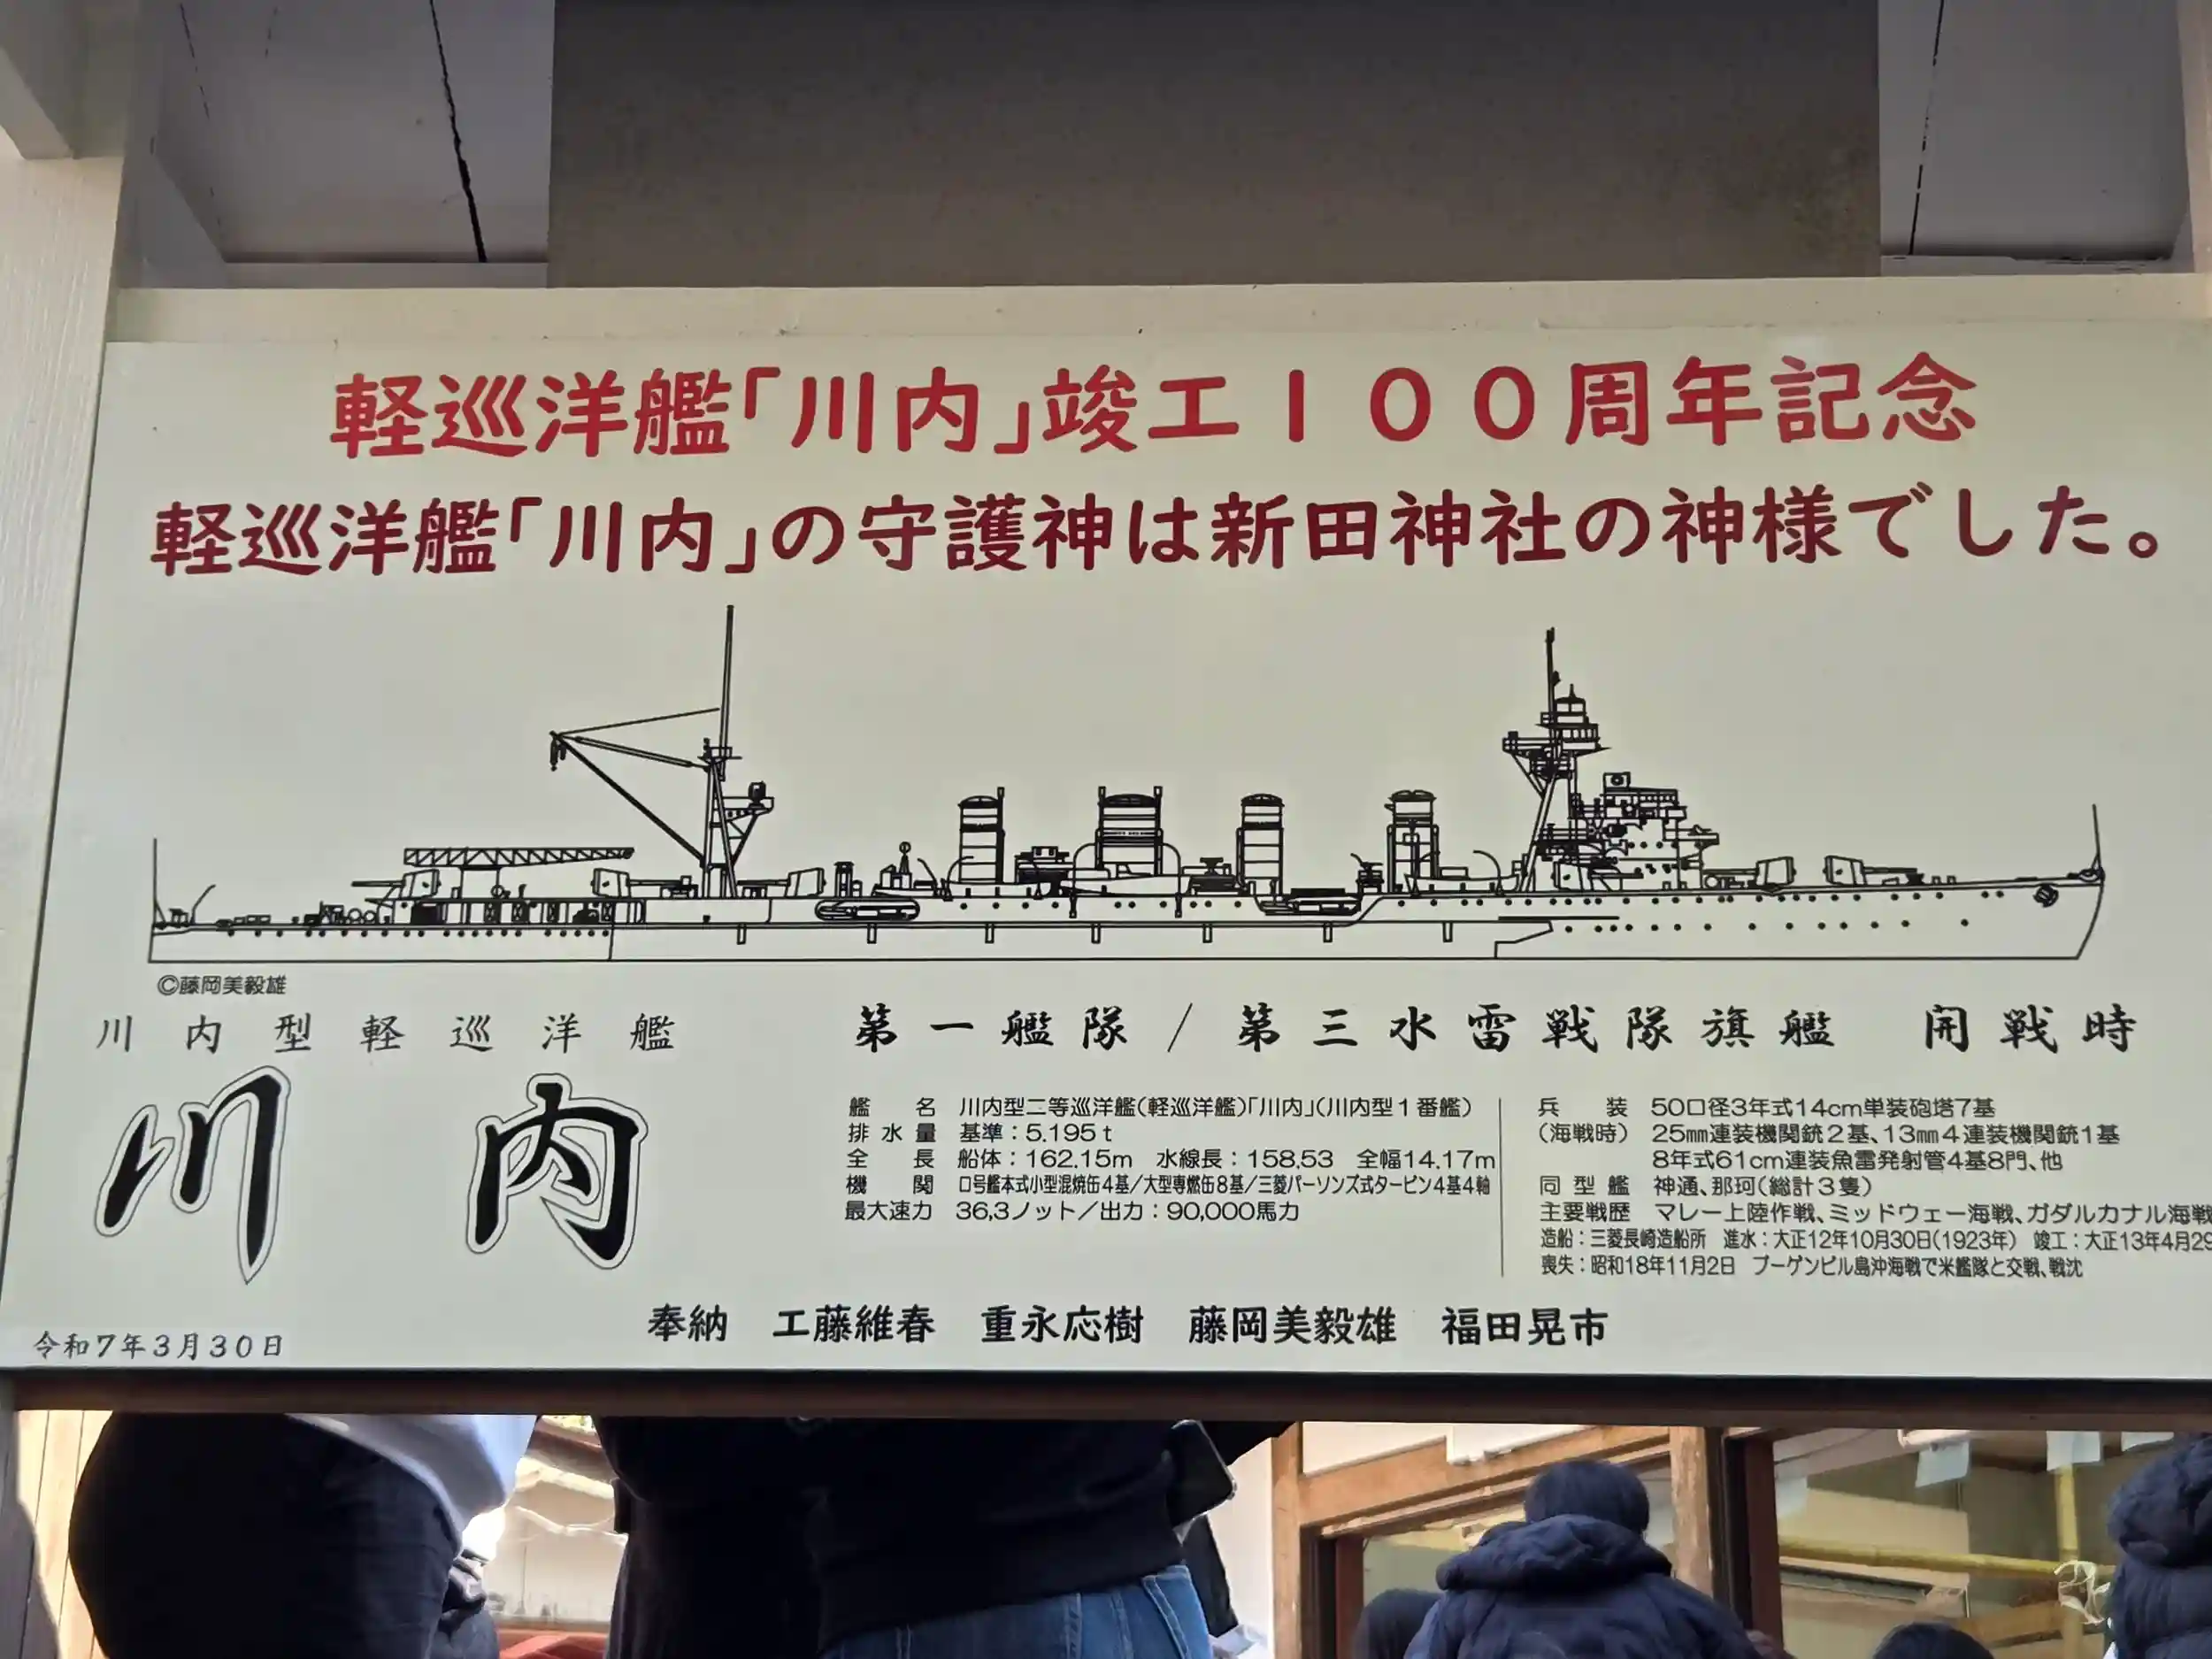 軽巡洋艦「川内」竣工１００周年記念
軽巡洋艦「川内」の守護神は新田神社の神様でした。
©藤岡美毅雄
川内型軽巡洋艦
川内
第一艦隊/第三水雷戦隊旗艦 開戦時
艦名 川内型二等巡洋艦(軽巡洋艦)「川内」(川内型１番艦)
排水量 基準：5.195ｔ
全長 船体：162.15m 水線長：158.53 全幅14.17m
機関 ロ号艦本式小型混焼缶４基／大型専燃缶８基／三菱パーソンズ式タービン４基４軸
最大速力 36,3ノット／出力：90,000馬力
兵装 50口径3年式14cm単装砲塔7基
(海戦時) 25㎜連装機関銃２基、13㎜４連装機関銃1基
8年式61cm連装魚雷発射管4基8門、他
同型艦 神通、那珂(総計３隻)
主要戦歴 マレー上陸作戦、ミッドウェー海戦、ガダルカナル海戦
造船：三菱長崎造船所 進水：大正12年10月30日(1923年) 竣工：大正13年4月29
喪失：昭和18年11月2日 ブーゲンビル島沖海戦で米艦隊と交戦、戦沈
奉納 工藤維春 重永応樹 藤岡美毅雄 福田晃市
令和７年３月３０日